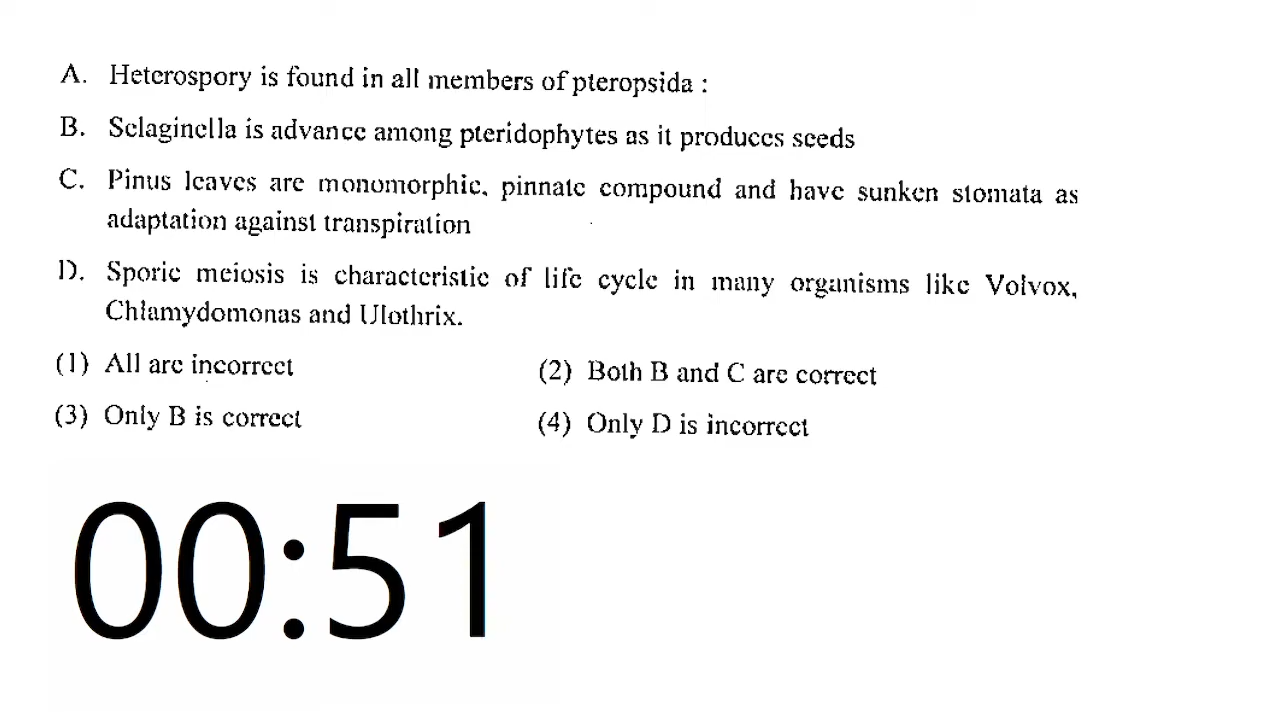 A. Heterospory is found in all members of pteropsida :
B. Selaginella is advance among pteridophytes as it produces seeds
C. Pinus leaves are monomorphic, pinnate compound and have sunken stomata as
adaptation against transpiration
D. Sporic meiosis is characteristic of life cycle in many organisms like Volvox,
Chlamydomonas and Ulothrix.
(1) All are incorrect (2) Both B and C are correct
(3) Only B is correct (4) Only D is incorrect
00:51